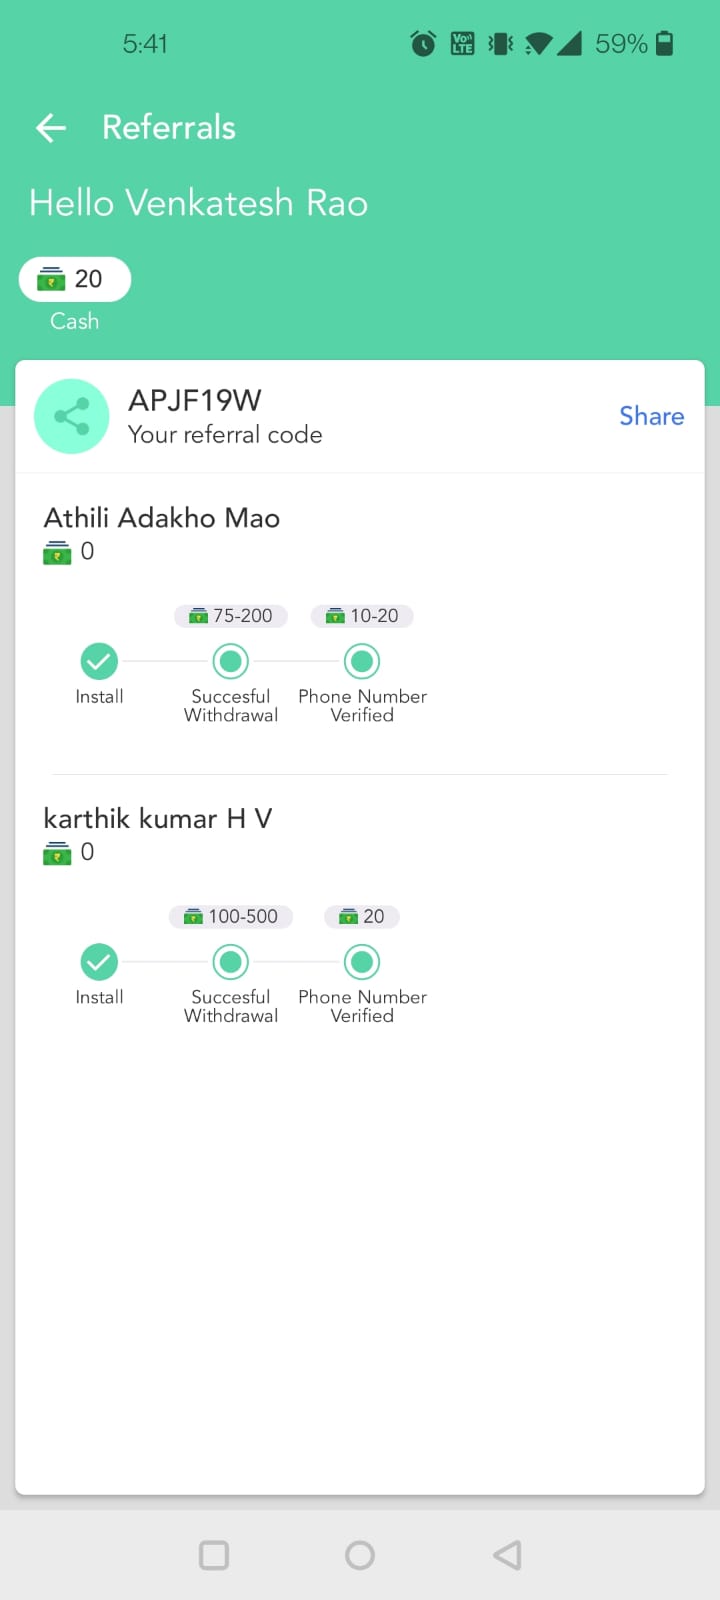 5:41
Vo)) LTE
59%
Referrals
Hello Venkatesh Rao
₹ 20
Cash
APJF19W
Your referral code
Share
Athili Adakho Mao
₹ 0
₹ 75-200
₹ 10-20
Install
Succesful
Withdrawal
Phone Number
Verified
karthik kumar H V
₹ 0
₹ 100-500
₹ 20
Install
Succesful
Withdrawal
Phone Number
Verified